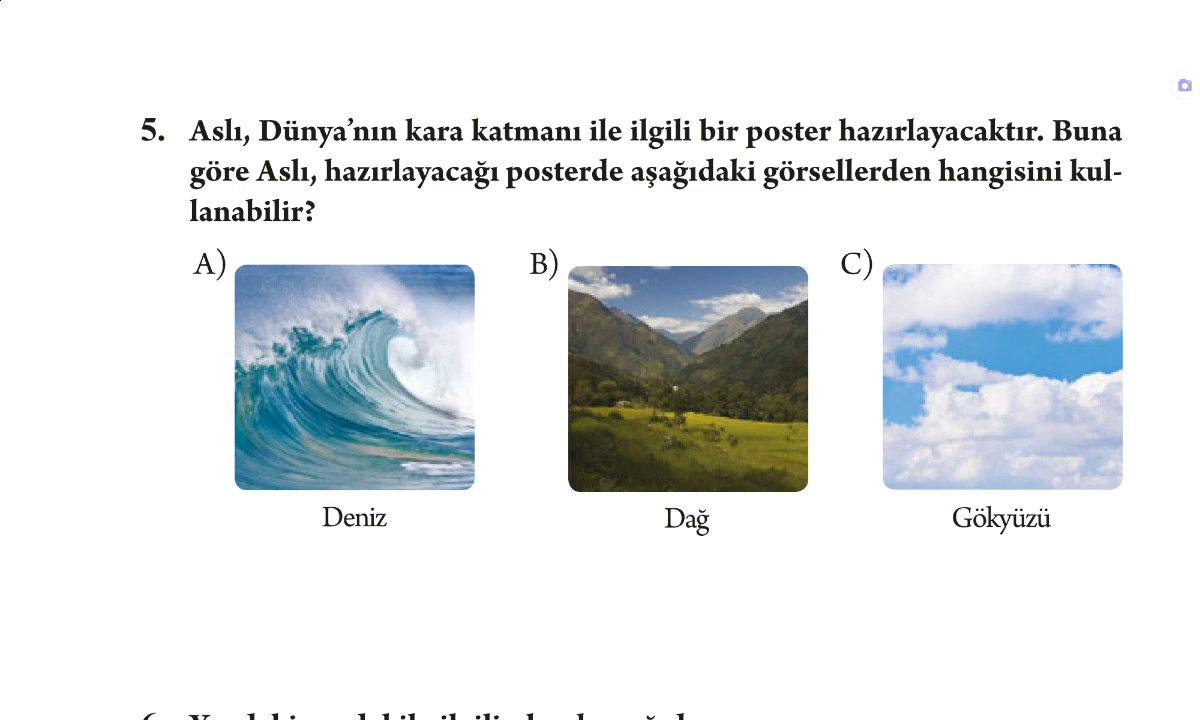 5. Aslı, Dünya’nın kara katmanı ile ilgili bir poster hazırlayacaktır. Buna
göre Aslı, hazırlayacağı posterde aşağıdaki görsellerden hangisini kul-
lanabilir?
A) B) C)
Deniz Dağ Gökyüzü